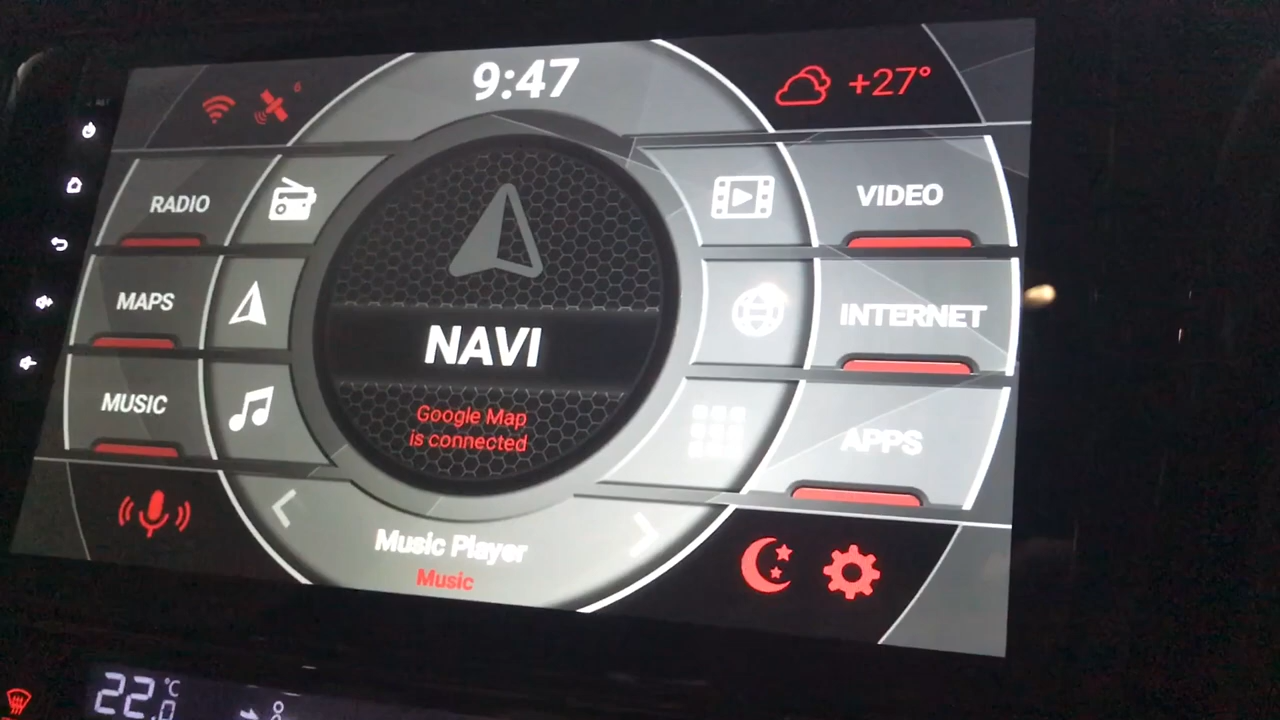 9:47
+27°
6
RADIO
VIDEO
MAPS
NAVI
INTERNET
MUSIC
Google Map
is connected
APPS
Music Player
Music
22.0 °C